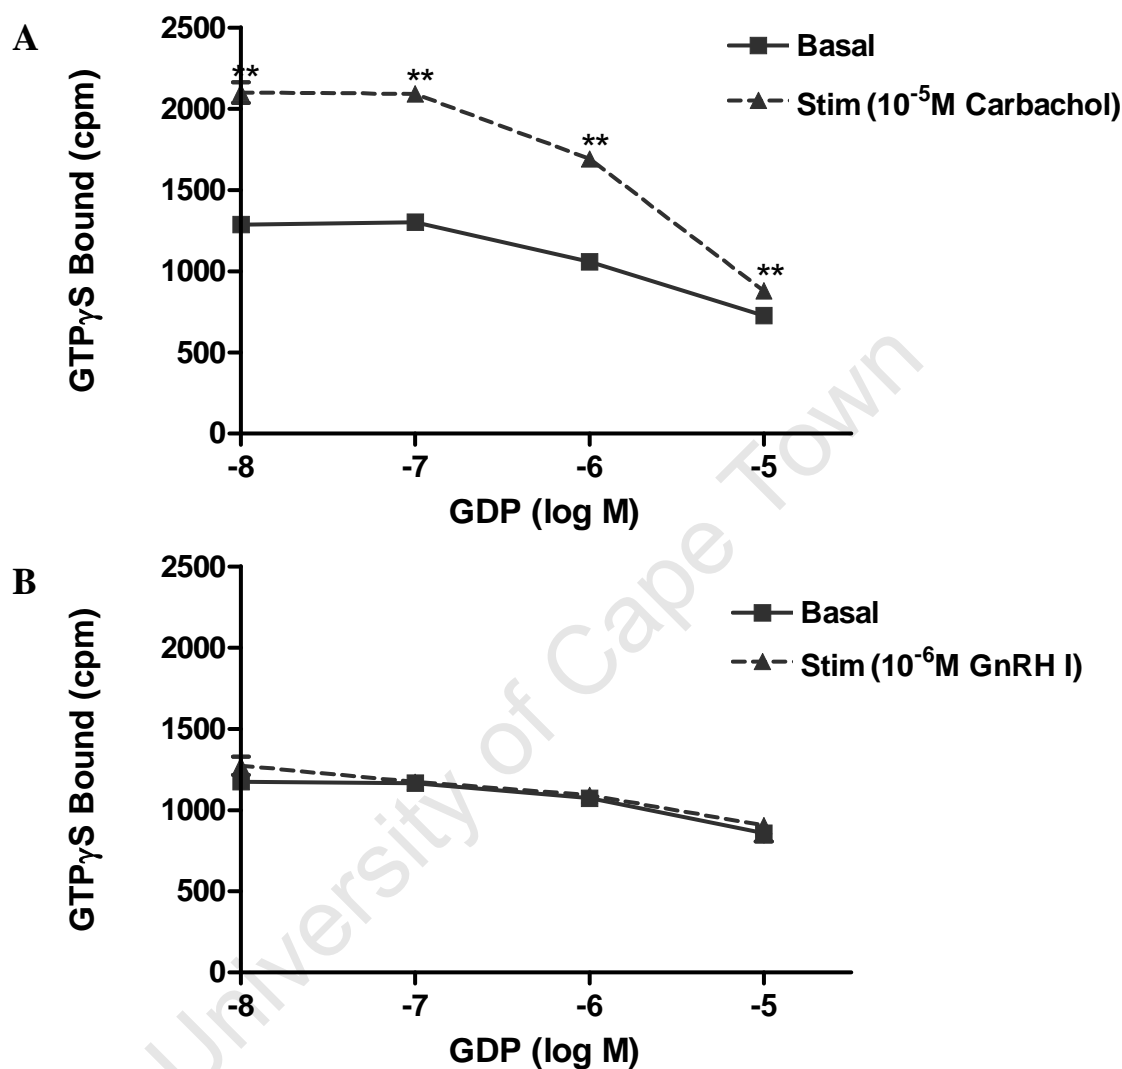 A
GTPγS Bound (cpm)
2500
2000
1500
1000
500
0
**
**
**
**
Basal
Stim (10⁻⁵M Carbachol)
-8
-7
-6
-5
GDP (log M)
B
GTPγS Bound (cpm)
2500
2000
1500
1000
500
0
Basal
Stim (10⁻⁶M GnRH I)
-8
-7
-6
-5
GDP (log M)
University of Cape Town